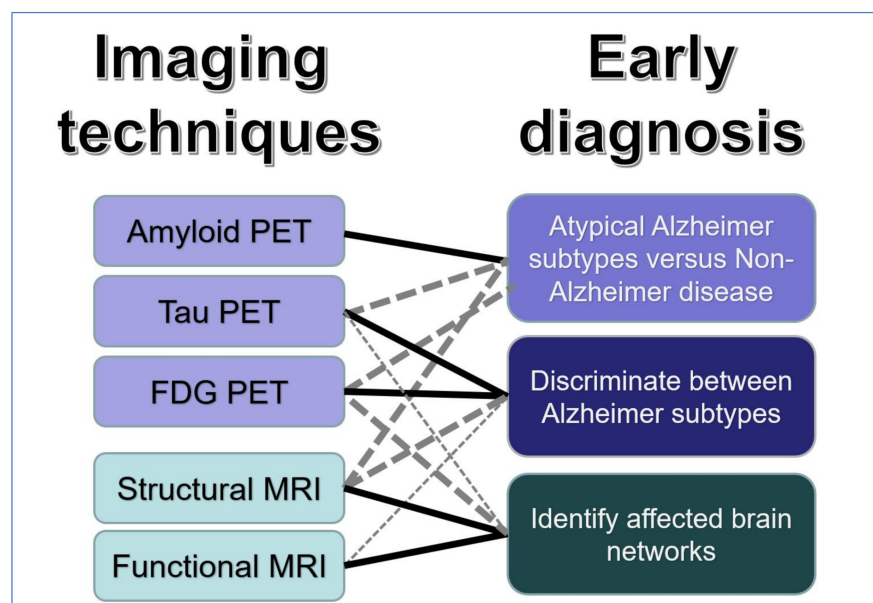 Imaging
techniques
Early
diagnosis
Amyloid PET
Tau PET
FDG PET
Structural MRI
Functional MRI
Atypical Alzheimer
subtypes versus Non-
Alzheimer disease
Discriminate between
Alzheimer subtypes
Identify affected brain
networks